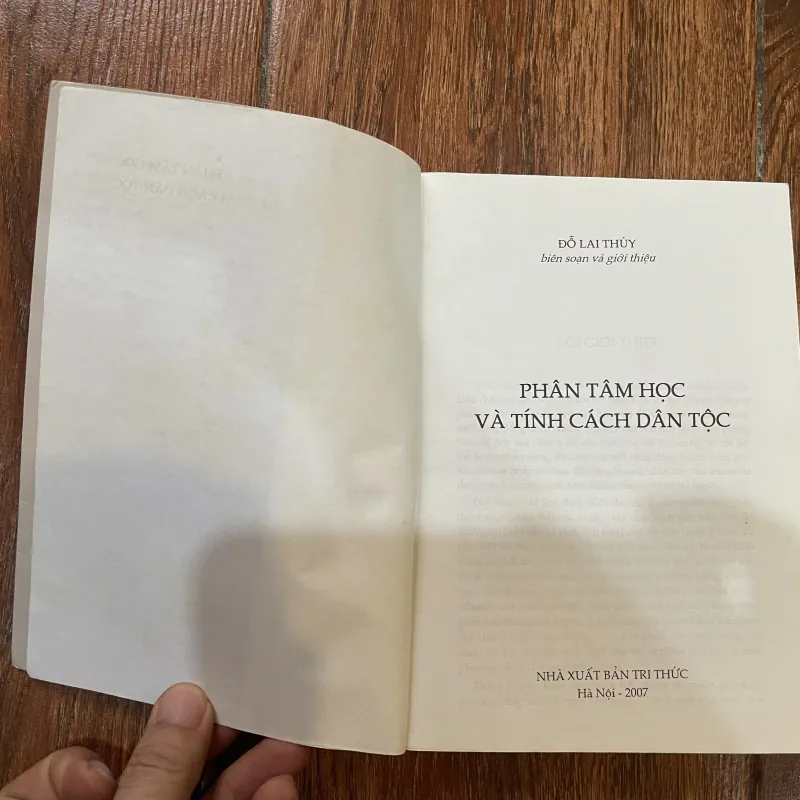 ĐỖ LAI THÚY
biên soạn và giới thiệu
PHÂN TÂM HỌC
VÀ TÍNH CÁCH DÂN TỘC
NHÀ XUẤT BẢN TRI THỨC
Hà Nội - 2007